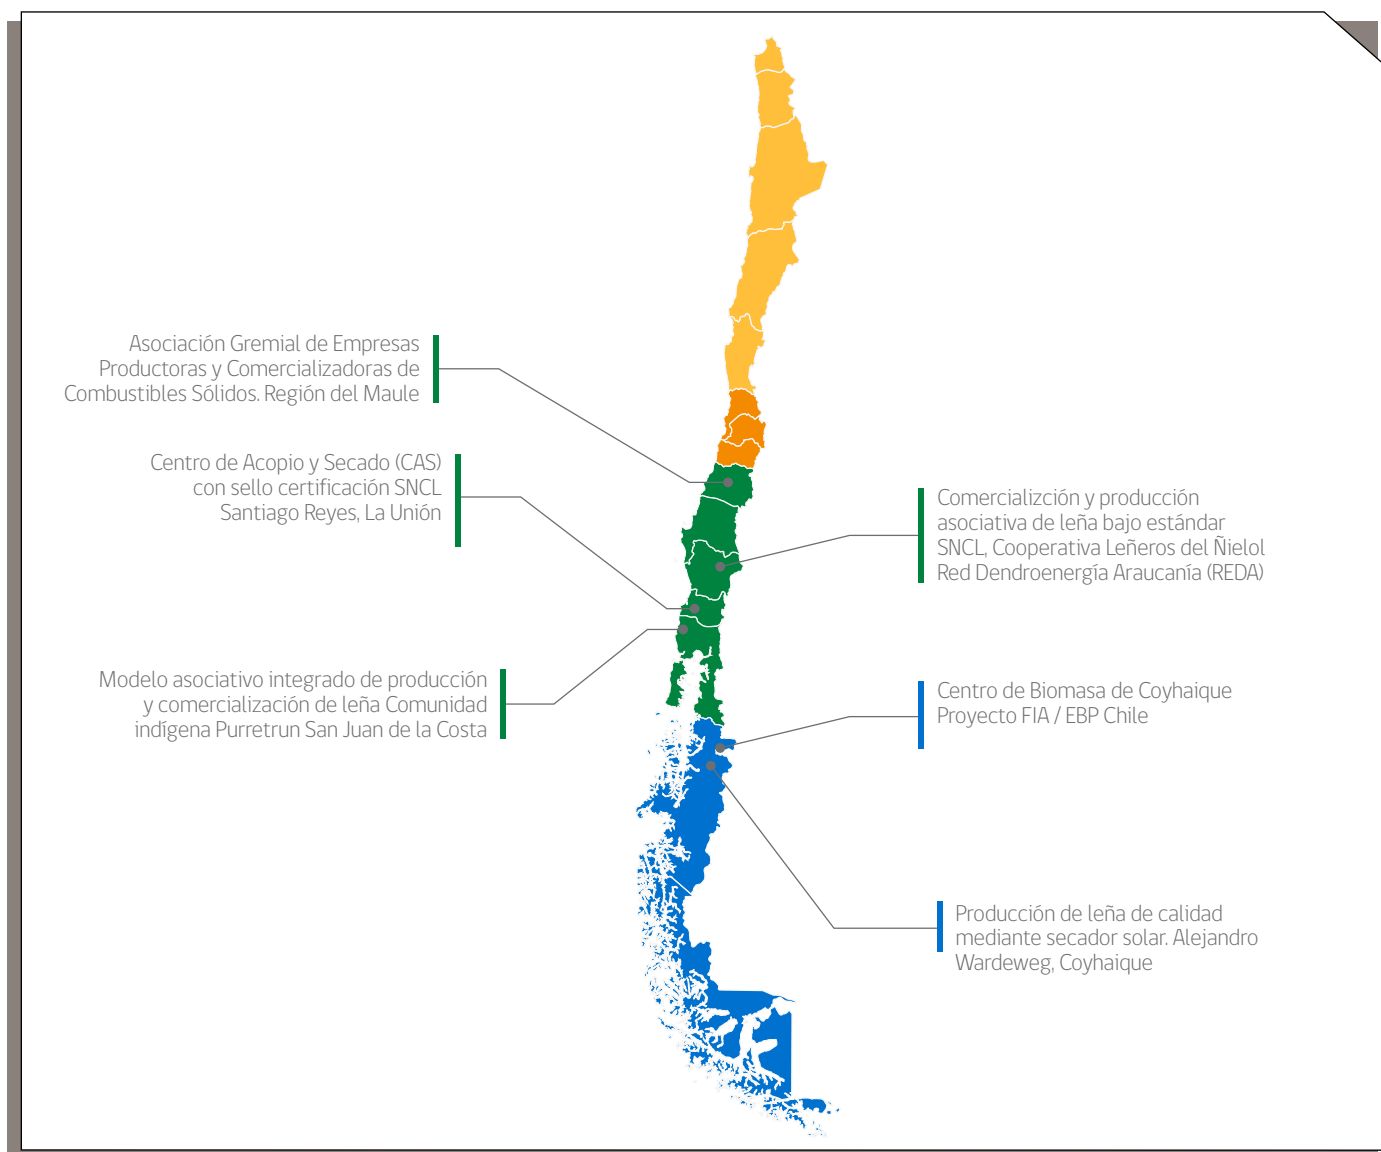 Asociación Gremial de Empresas
Productoras y Comercializadoras de
Combustibles Sólidos. Región del Maule
Centro de Acopio y Secado (CAS)
con sello certificación SNCL
Santiago Reyes, La Unión
Modelo asociativo integrado de producción
y comercialización de leña Comunidad
indígena Purretrun San Juan de la Costa
Comercializción y producción
asociativa de leña bajo estándar
SNCL, Cooperativa Leñeros del Ñielol
Red Dendroenergía Araucanía (REDA)
Centro de Biomasa de Coyhaique
Proyecto FIA / EBP Chile
Producción de leña de calidad
mediante secador solar. Alejandro
Wardeweg, Coyhaique